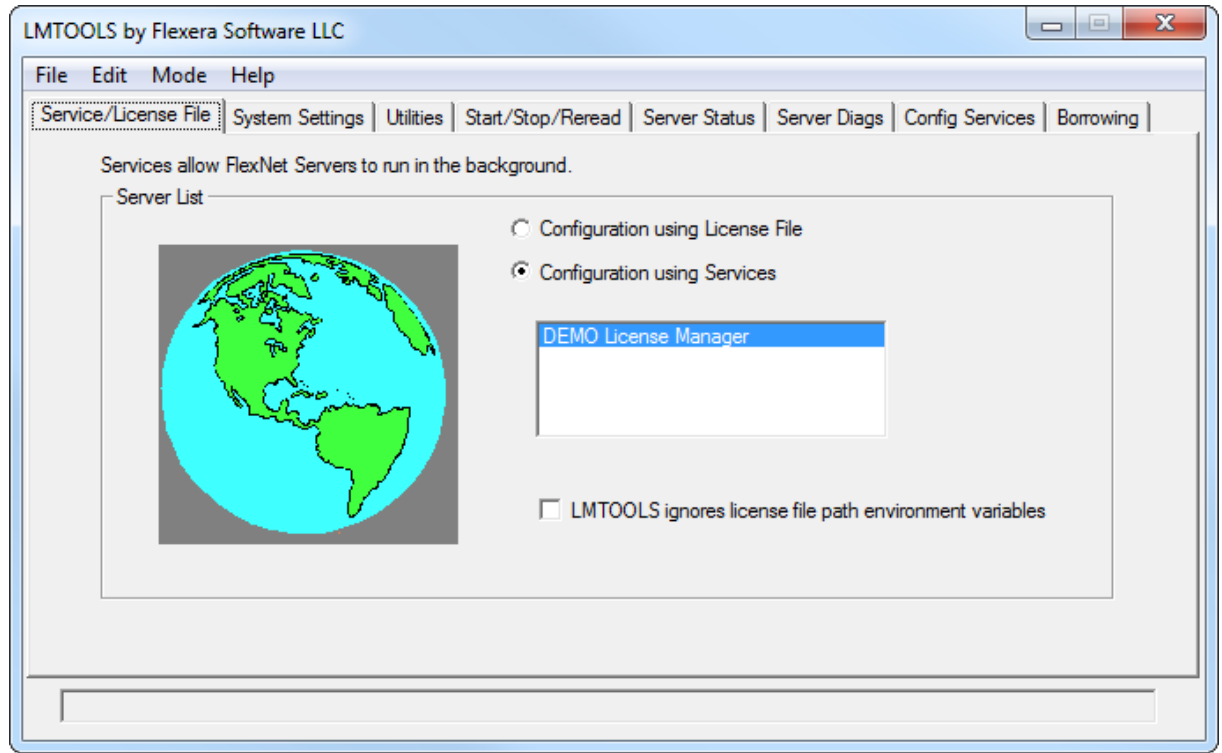 LMTOOLS by Flexera Software LLC
File Edit Mode Help
Service/License File System Settings Utilities Start/Stop/Reread Server Status Server Diags Config Services Borrowing
Services allow FlexNet Servers to run in the background.
Server List
Configuration using License File
Configuration using Services
DEMO License Manager
LMTOOLS ignores license file path environment variables